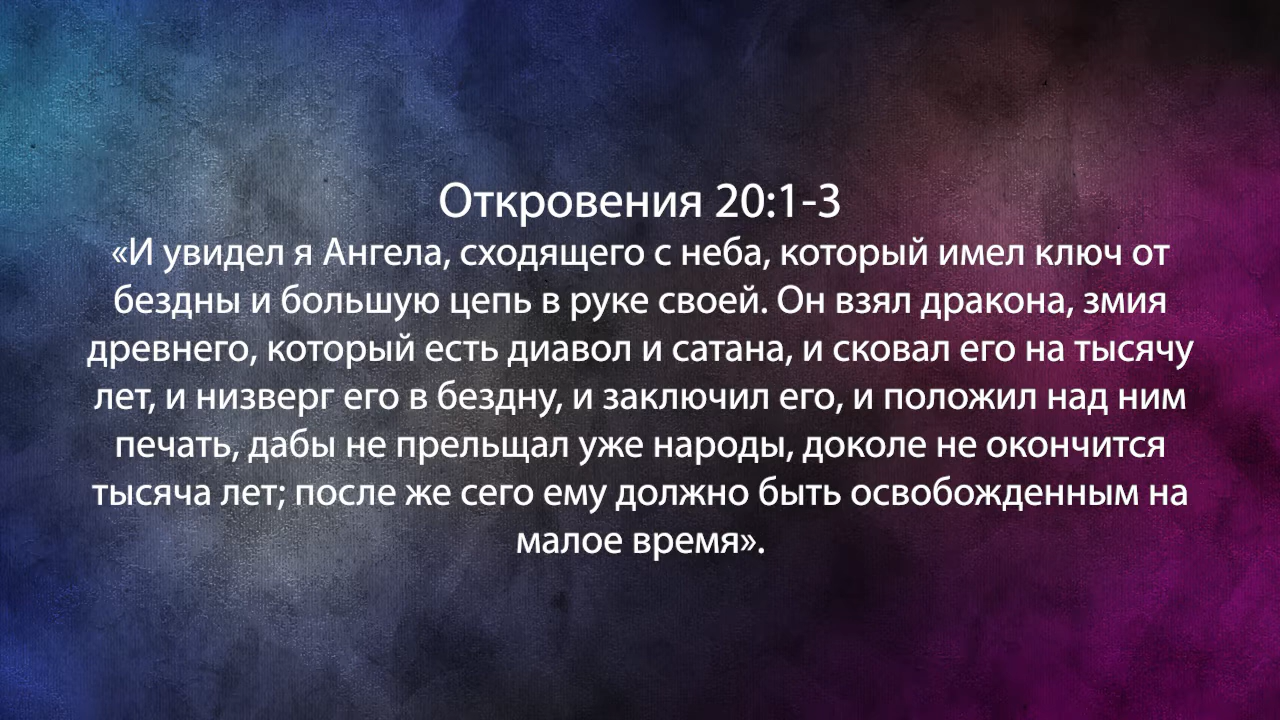 Откровения 20:1-3
«И увидел я Ангела, сходящего с неба, который имел ключ от
бездны и большую цепь в руке своей. Он взял дракона, змия
древнего, который есть диавол и сатана, и сковал его на тысячу
лет, и низверг его в бездну, и заключил его, и положил над ним
печать, дабы не прельщал уже народы, доколе не окончится
тысяча лет; после же сего ему должно быть освобожденным на
малое время».